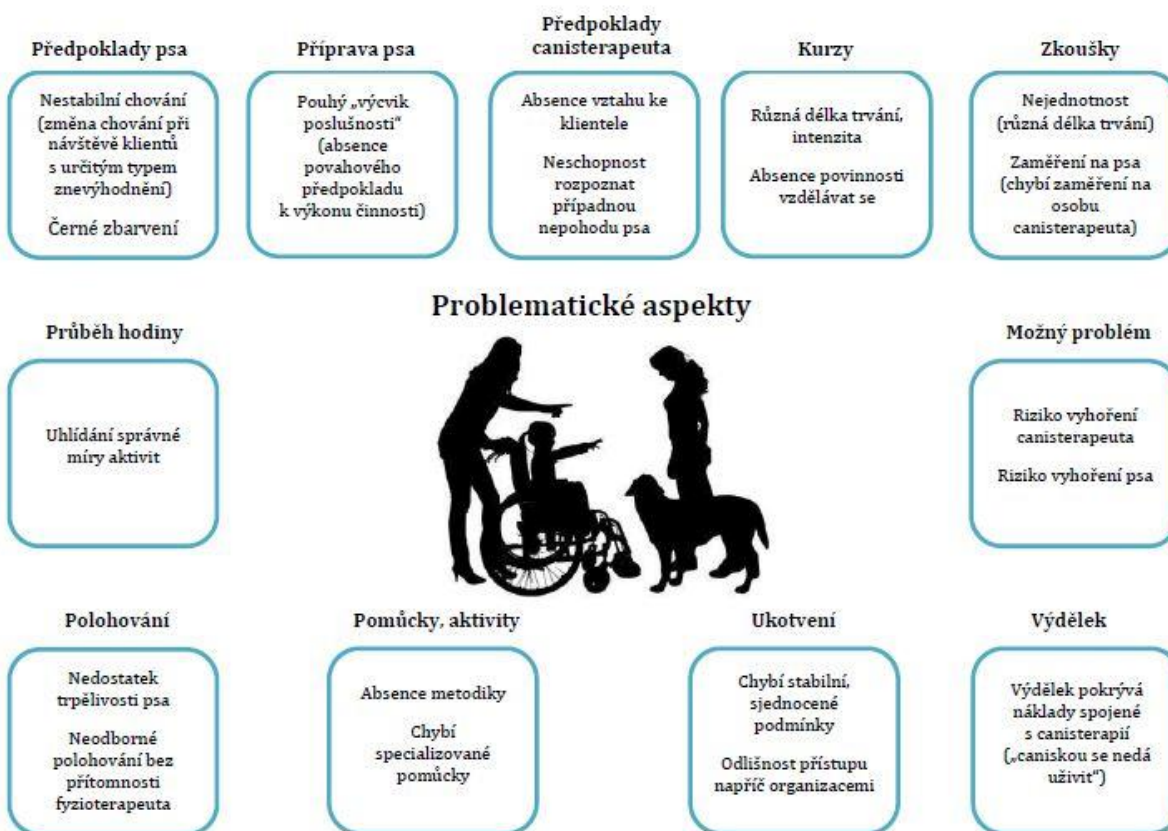 Předpoklady psa
Nestabilní chování
(změna chování při
návštěvě klientů
s určitým typem
znevýhodnění)
Černé zbarvení
Příprava psa
Pouhý „výcvik
poslušnosti“
(absence
povahového
předpokladu
k výkonu činnosti)
Předpoklady
canisterapeuta
Absence vztahu ke
klientele
Neschopnost
rozpoznat
případnou
nepohodu psa
Kurzy
Různá délka trvání,
intenzita
Absence povinnosti
vzdělávat se
Zkoušky
Nejednotnost
(různá délka trvání)
Zaměření na psa
(chybí zaměření na
osobu
canisterapeuta)
Problematické aspekty
Průběh hodiny
Uhlídání správné
míry aktivit
Možný problém
Riziko vyhoření
canisterapeuta
Riziko vyhoření psa
Polohování
Nedostatek
trpělivosti psa
Neodborné
polohování bez
přítomnosti
fyzioterapeuta
Pomůcky, aktivity
Absence metodiky
Chybí
specializované
pomůcky
Ukotvení
Chybí stabilní,
sjednocené
podmínky
Odlišnost přístupu
napříč organizacemi
Výdělek
Výdělek pokrývá
náklady spojené
s canisterapií
(„caniskou se nedá
uživit“)